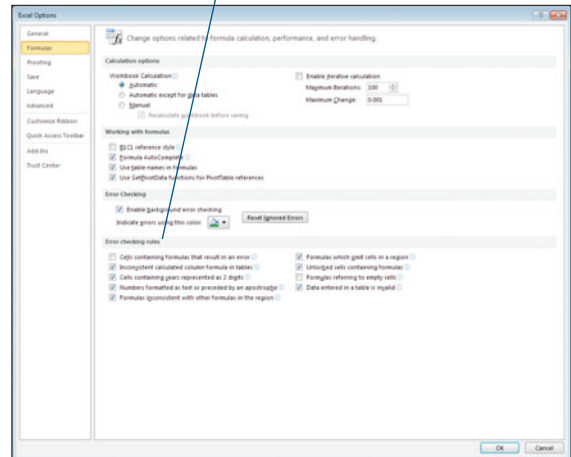 Excel Options
General
Formulas
Proofing
Save
Language
Advanced
Customize Ribbon
Quick Access Toolbar
Add-Ins
Trust Center
Change options related to formula calculation, performance, and error handling.
Calculation options
Workbook Calculation
Automatic
Automatic except for data tables
Manual
Recalculate workbook before saving
Enable iterative calculation
Maximum Iterations: 100
Maximum Change: 0.001
Working with formulas
R1C1 reference style
Formula AutoComplete
Use table names in formulas
Use GetPivotData functions for PivotTable references
Error Checking
Enable background error checking
Indicate errors using this color:
Reset Ignored Errors
Error checking rules
Cells containing formulas that result in an error
Inconsistent calculated column formula in tables
Cells containing years represented as 2 digits
Numbers formatted as text or preceded by an apostrophe
Formulas inconsistent with other formulas in the region
Formulas which omit cells in a region
Unlocked cells containing formulas
Formulas referring to empty cells
Data entered in a table is invalid
OK Cancel